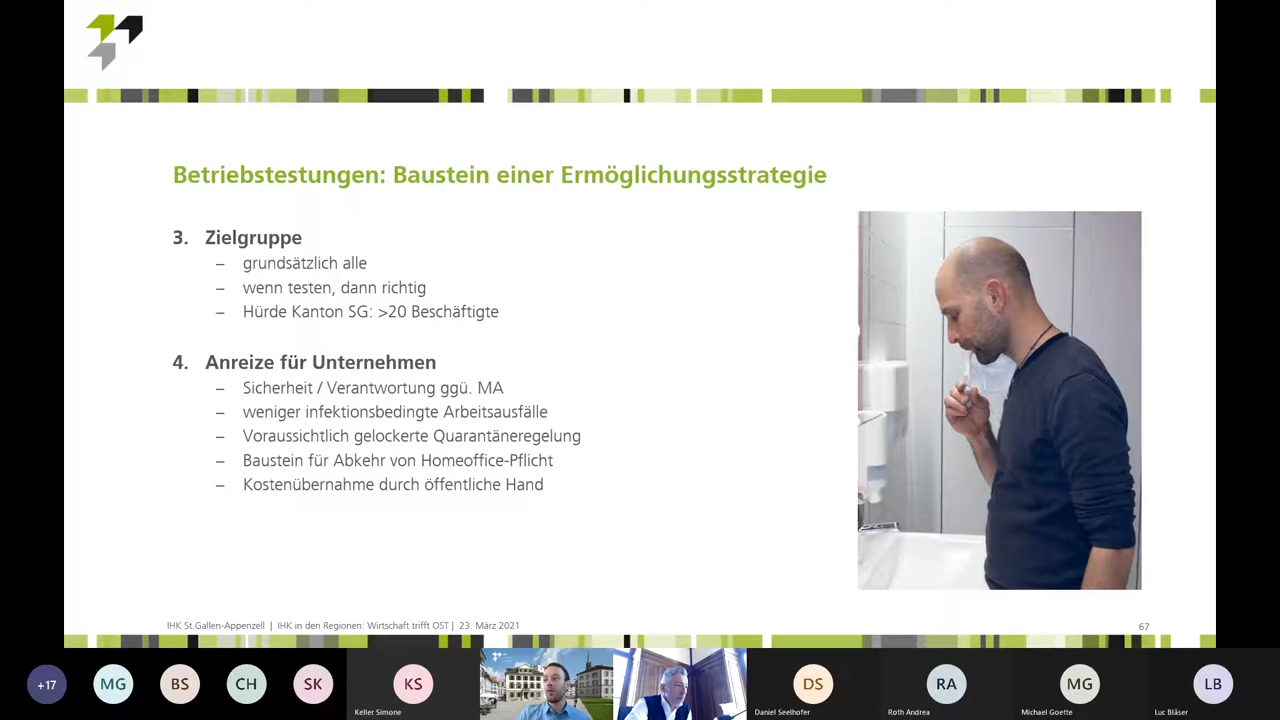 Betriebstestungen: Baustein einer Ermöglichungsstrategie
3. Zielgruppe
– grundsätzlich alle
– wenn testen, dann richtig
– Hürde Kanton SG: >20 Beschäftigte
4. Anreize für Unternehmen
– Sicherheit / Verantwortung ggü. MA
– weniger infektionsbedingte Arbeitsausfälle
– Voraussichtlich gelockerte Quarantäneregelung
– Baustein für Abkehr von Homeoffice-Pflicht
– Kostenübernahme durch öffentliche Hand
IHK St.Gallen-Appenzell | IHK in den Regionen: Wirtschaft trifft OST | 23. März 2021
67
+17 MG BS CH SK KS DS RA MG LB
Keller Simone Daniel Seelhofer Roth Andrea Michael Goette Luc Bläser